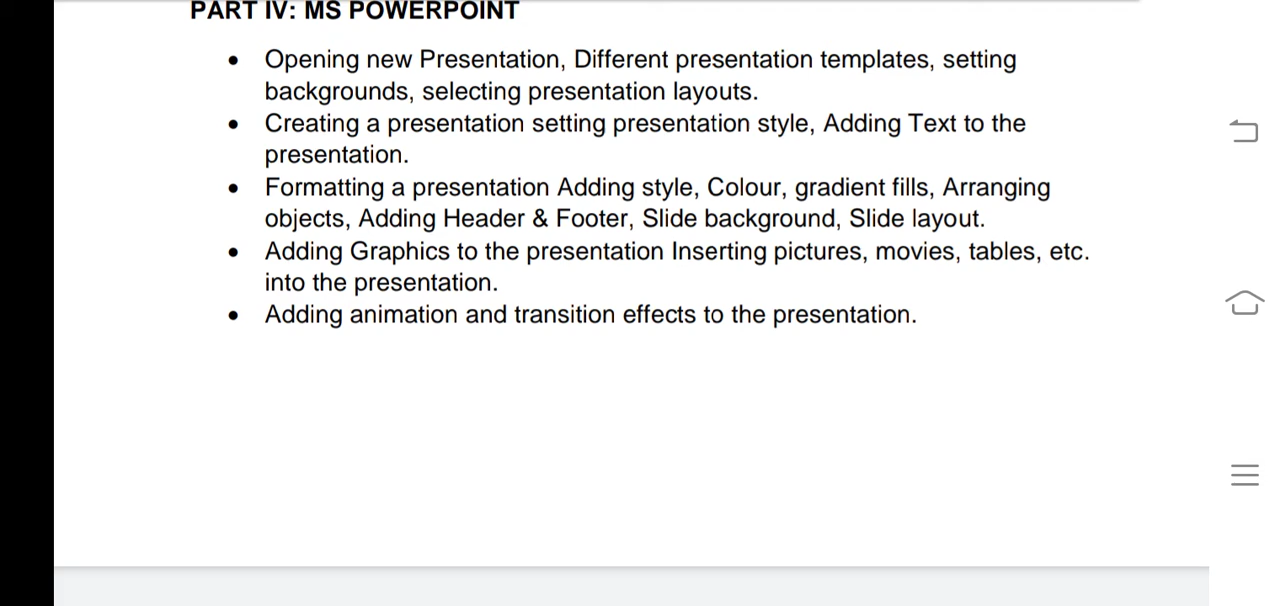 PART IV: MS POWERPOINT
• Opening new Presentation, Different presentation templates, setting
backgrounds, selecting presentation layouts.
• Creating a presentation setting presentation style, Adding Text to the
presentation.
• Formatting a presentation Adding style, Colour, gradient fills, Arranging
objects, Adding Header & Footer, Slide background, Slide layout.
• Adding Graphics to the presentation Inserting pictures, movies, tables, etc.
into the presentation.
• Adding animation and transition effects to the presentation.